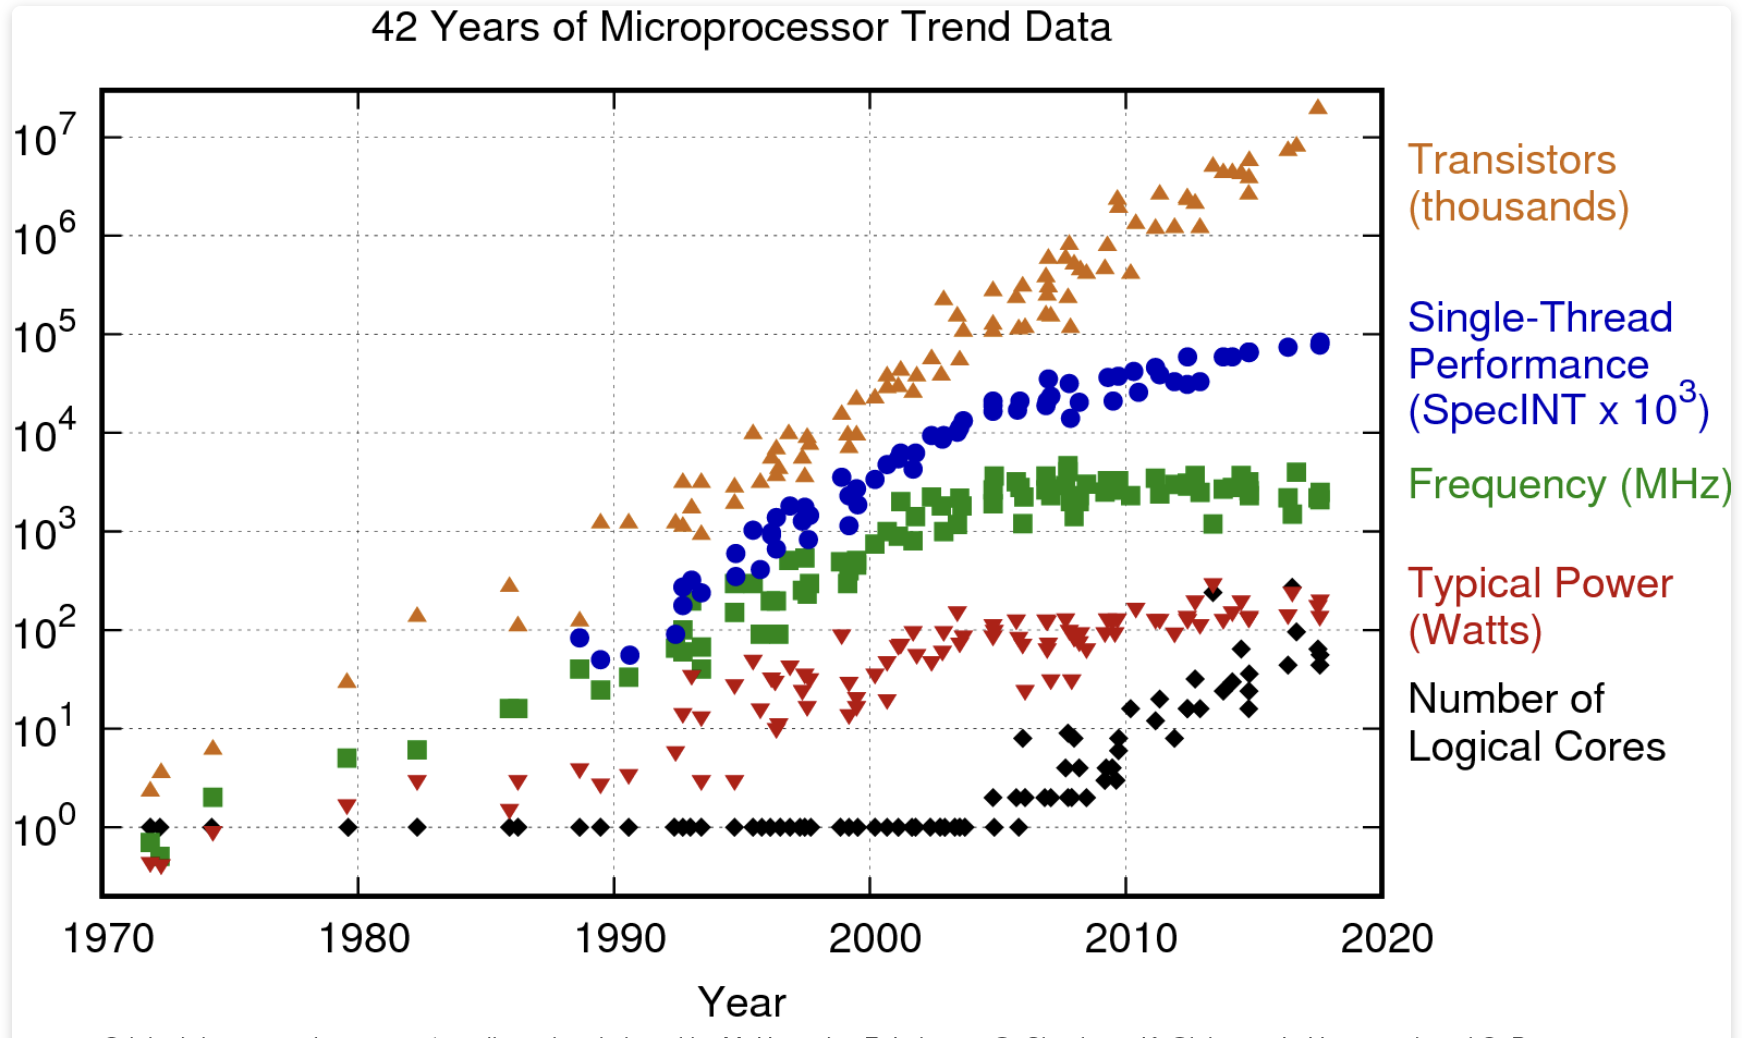 42 Years of Microprocessor Trend Data
10^7
10^6
10^5
10^4
10^3
10^2
10^1
10^0
Transistors
(thousands)
Single-Thread
Performance
(SpecINT x 10^3)
Frequency (MHz)
Typical Power
(Watts)
Number of
Logical Cores
1970 1980 1990 2000 2010 2020
Year